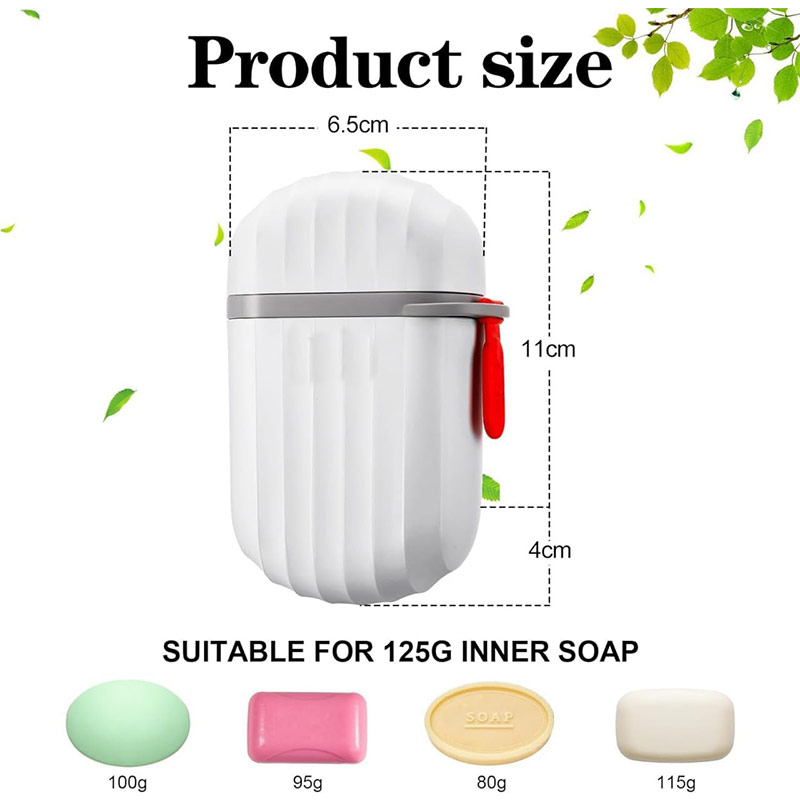 Product size
6.5cm
11cm
4cm
SUITABLE FOR 125G INNER SOAP
SOAP
100g
95g
80g
115g